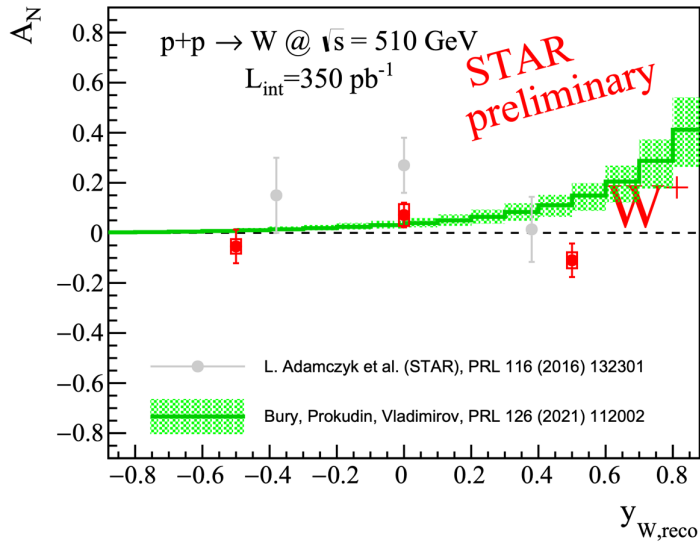 A_N
p+p → W @ √s = 510 GeV
L_int=350 pb^-1
STAR
preliminary
W+
0.8
0.6
0.4
0.2
0
−0.2
−0.4
−0.6
−0.8
L. Adamczyk et al. (STAR), PRL 116 (2016) 132301
Bury, Prokudin, Vladimirov, PRL 126 (2021) 112002
−0.8 −0.6 −0.4 −0.2 0 0.2 0.4 0.6 0.8
y_W,reco